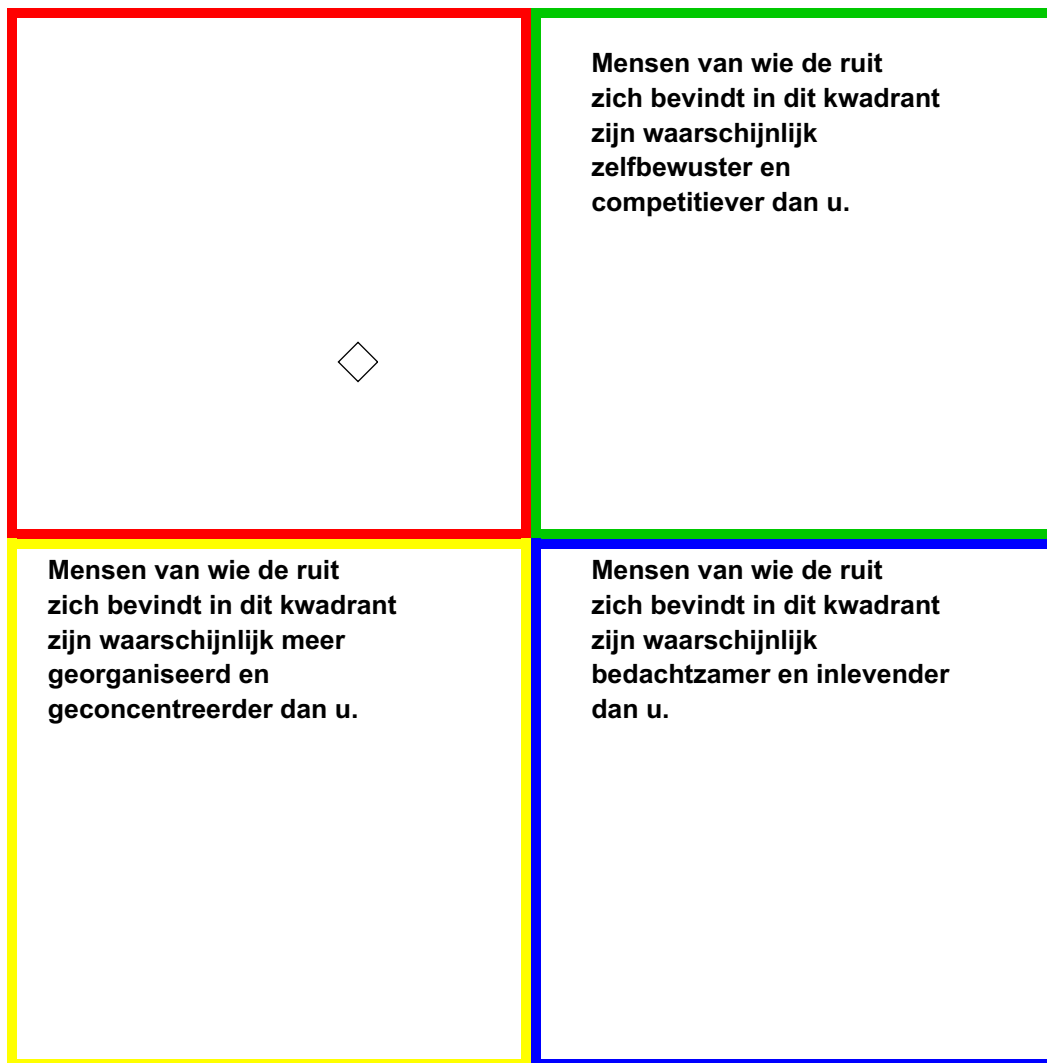 Mensen van wie de ruit
zich bevindt in dit kwadrant
zijn waarschijnlijk
zelfbewuster en
competitiever dan u.
Mensen van wie de ruit
zich bevindt in dit kwadrant
zijn waarschijnlijk meer
georganiseerd en
geconcentreerder dan u.
Mensen van wie de ruit
zich bevindt in dit kwadrant
zijn waarschijnlijk
bedachtzamer en inlevender
dan u.